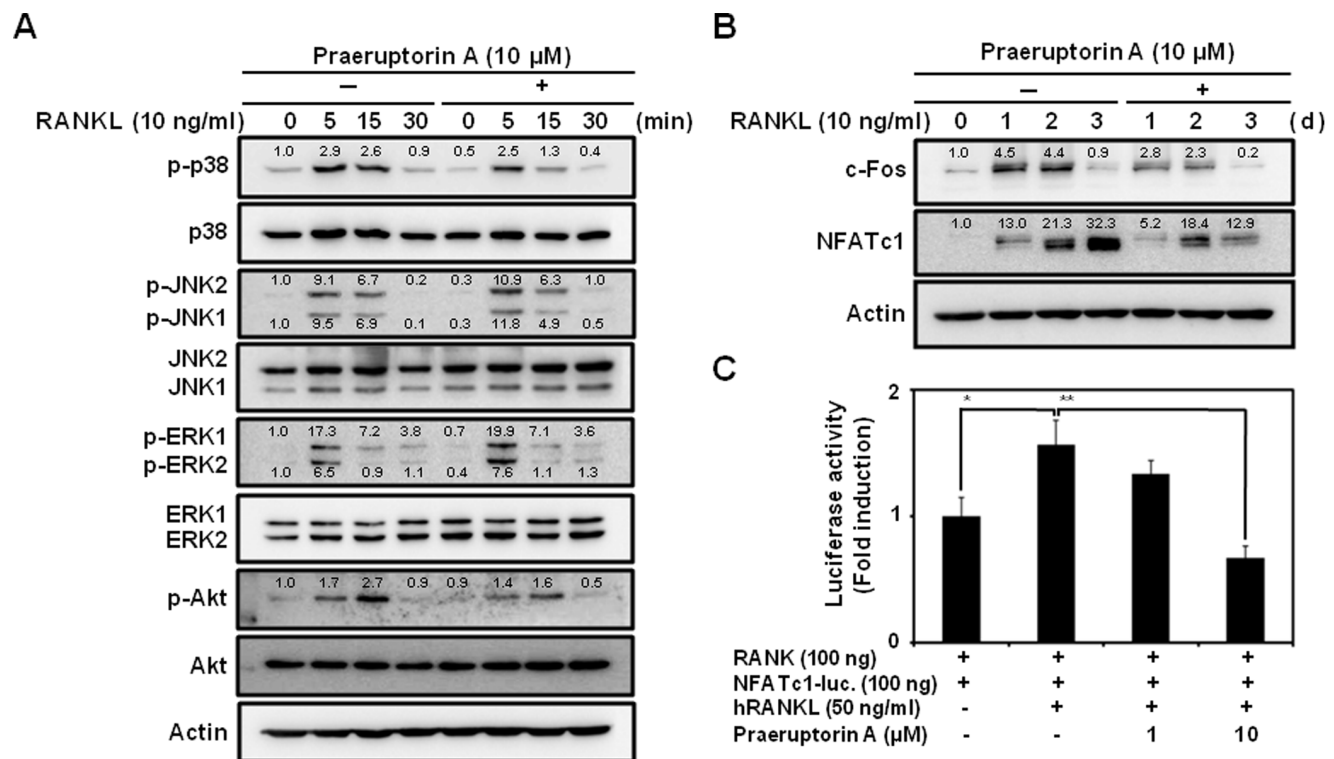 A
Praeruptorin A (10 µM)
– +
RANKL (10 ng/ml) 0 5 15 30 0 5 15 30 (min)
1.0 2.9 2.6 0.9 0.5 2.5 1.3 0.4
p-p38
p38
1.0 9.1 6.7 0.2 0.3 10.9 6.3 1.0
p-JNK2
p-JNK1
1.0 9.5 6.9 0.1 0.3 11.8 4.9 0.5
JNK2
JNK1
p-ERK1 1.0 17.3 7.2 3.8 0.7 19.9 7.1 3.6
p-ERK2
1.0 6.5 0.9 1.1 0.4 7.6 1.1 1.3
ERK1
ERK2
1.0 1.7 2.7 0.9 0.9 1.4 1.6 0.5
p-Akt
Akt
Actin
B
Praeruptorin A (10 µM)
– +
RANKL (10 ng/ml) 0 1 2 3 1 2 3 (d)
1.0 4.5 4.4 0.9 2.8 2.3 0.2
c-Fos
1.0 13.0 21.3 32.3 5.2 18.4 12.9
NFATc1
Actin
C
Luciferase activity
(Fold induction)
2
1
0
* **
RANK (100 ng) + + + +
NFATc1-luc. (100 ng) + + + +
hRANKL (50 ng/ml) - + + +
Praeruptorin A (µM) - - 1 10